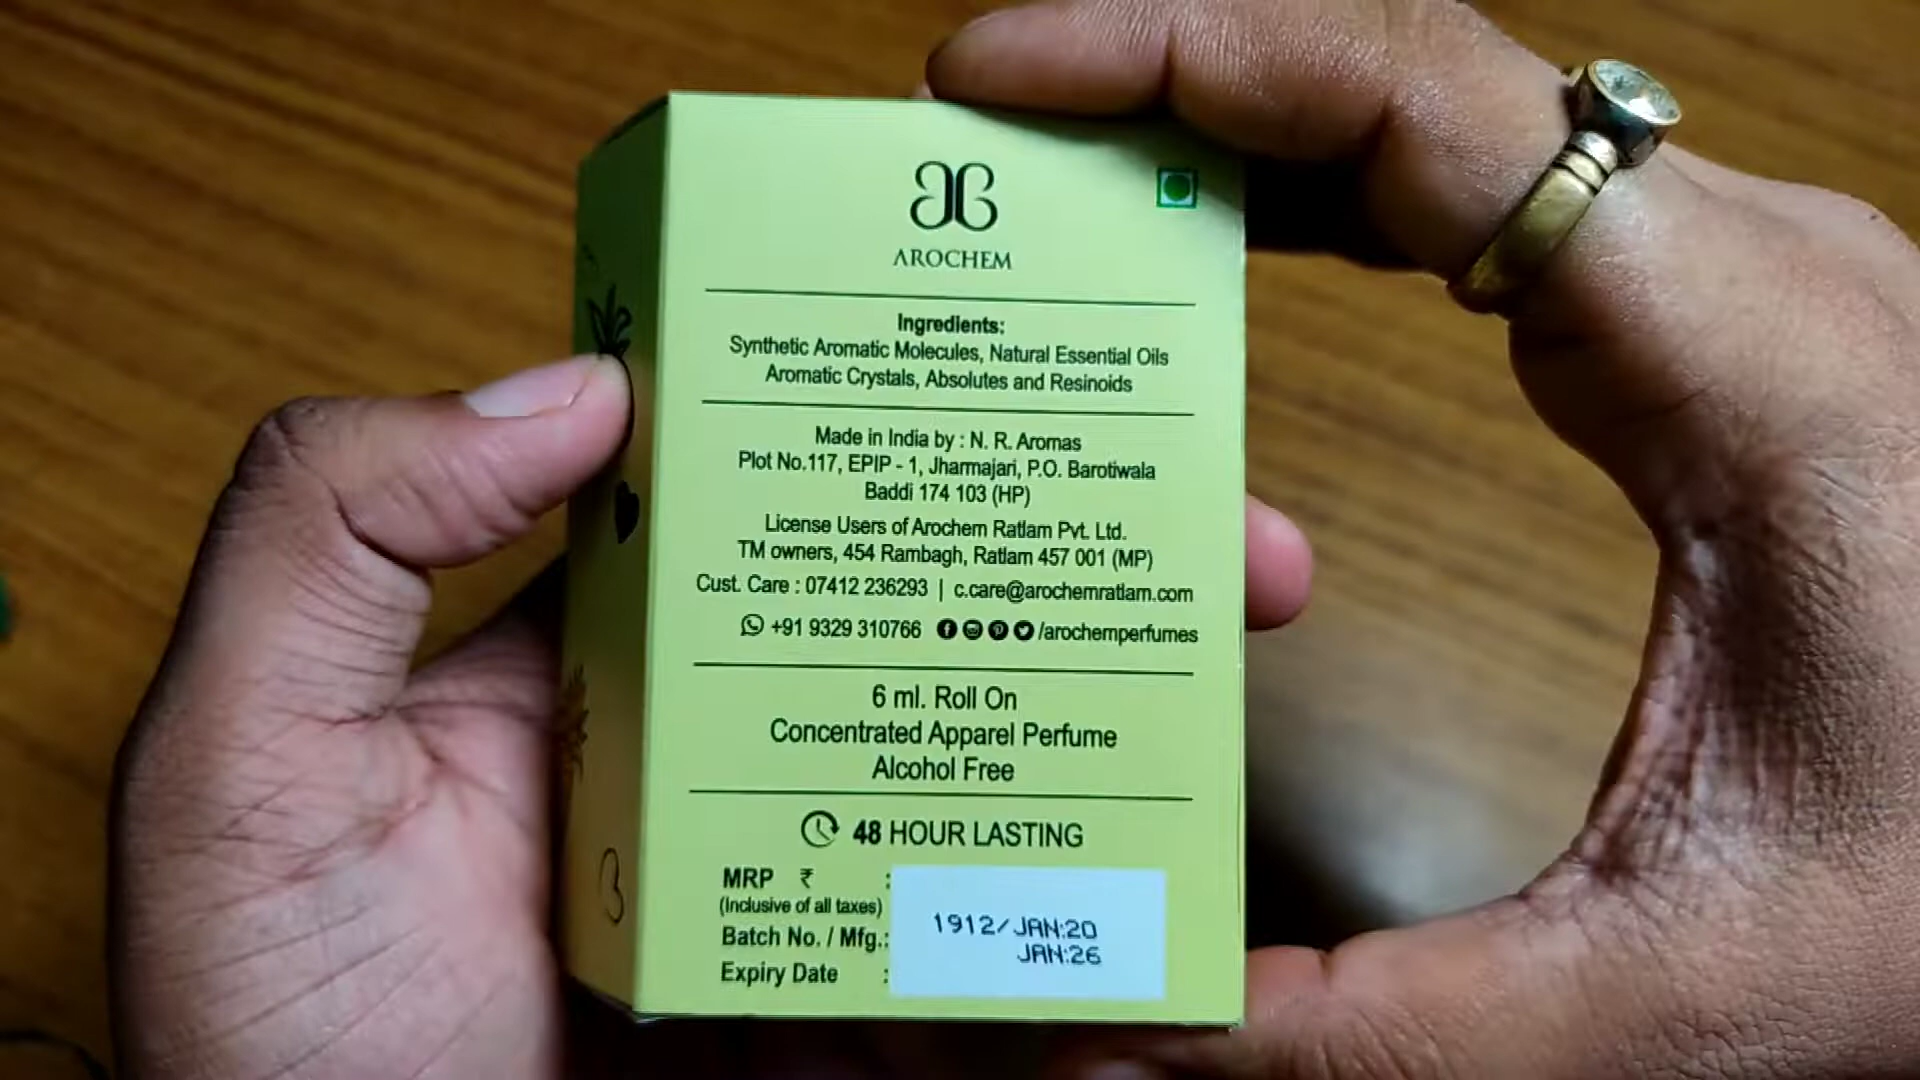 AROCHEM
Ingredients:
Synthetic Aromatic Molecules, Natural Essential Oils
Aromatic Crystals, Absolutes and Resinoids
Made in India by : N. R. Aromas
Plot No.117, EPIP - 1, Jharmajari, P.O. Barotiwala
Baddi 174 103 (HP)
License Users of Arochem Ratlam Pvt. Ltd.
TM owners, 454 Rambagh, Ratlam 457 001 (MP)
Cust. Care : 07412 236293 | c.care@arochemratlam.com
+91 9329 310766 /arochemperfumes
6 ml. Roll On
Concentrated Apparel Perfume
Alcohol Free
48 HOUR LASTING
MRP ₹ :
(Inclusive of all taxes)
Batch No. / Mfg.: 1912/JAN:20
Expiry Date : JAN:26